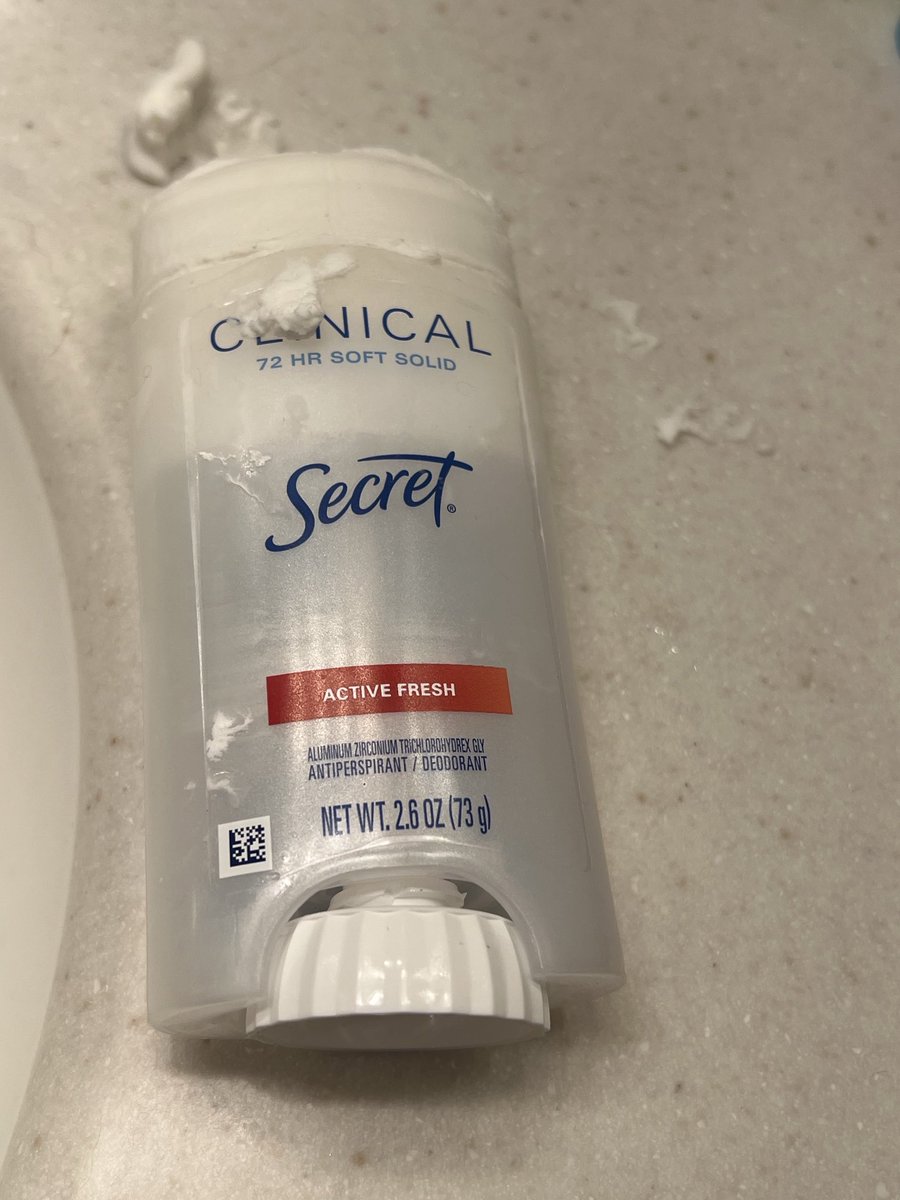 CLINICAL
72 HR SOFT SOLID
Secret®
ACTIVE FRESH
ALUMINUM ZIRCONIUM TRICHLOROHYDREX GLY
ANTIPERSPIRANT / DEODORANT
NET WT. 2.6 OZ (73 g)